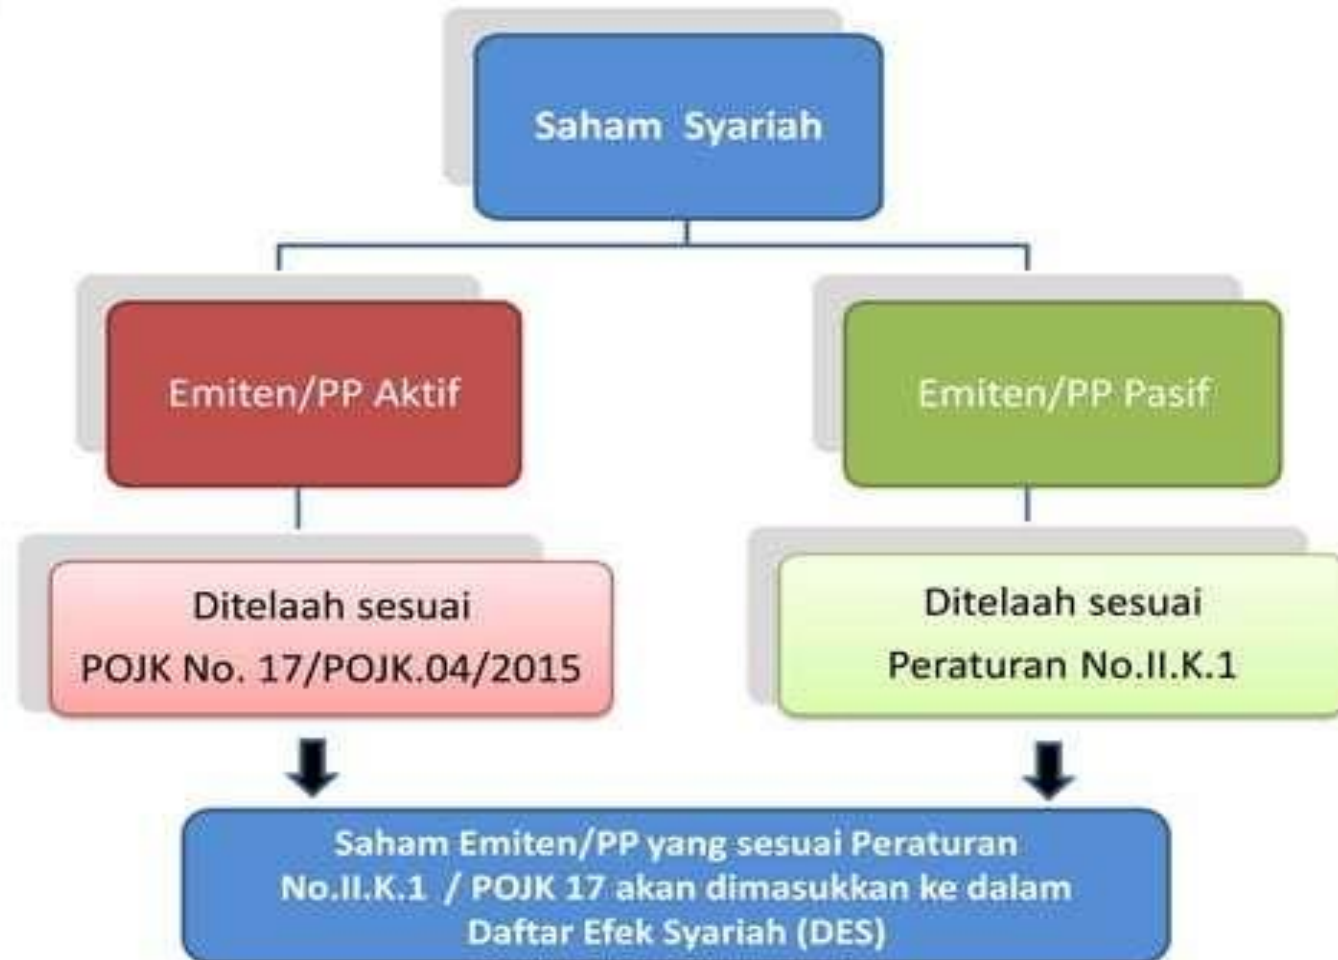 Saham Syariah
Emiten/PP Aktif
Emiten/PP Pasif
Ditelaah sesuai
POJK No. 17/POJK.04/2015
Ditelaah sesuai
Peraturan No.II.K.1
Saham Emiten/PP yang sesuai Peraturan
No.II.K.1 / POJK 17 akan dimasukkan ke dalam
Daftar Efek Syariah (DES)